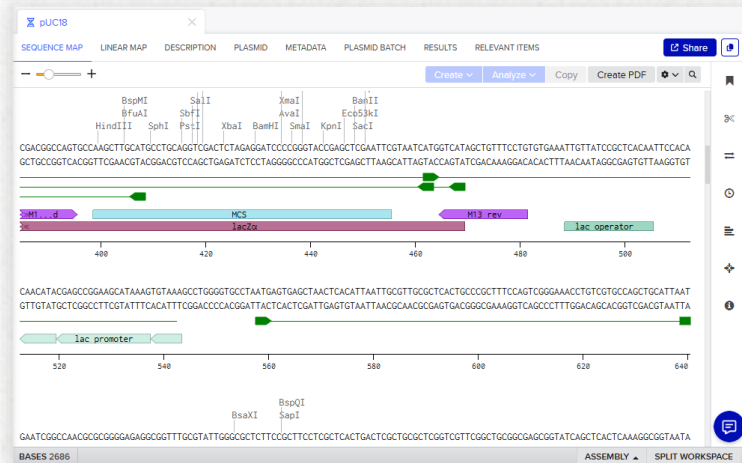 pUC18
SEQUENCE MAP LINEAR MAP DESCRIPTION PLASMID METADATA PLASMID BATCH RESULTS RELEVANT ITEMS Share
Create Analyze Copy Create PDF
SalI XmaI BanII
BspMI
BfuAI SbfI AvaI Eco53kI
HindIII SphI PstI XbaI BamHI SmaI KpnI SacI
CGACGGCCAGTGCCAAGCTTGCATGCCTGCAGGTCGACTCTAGAGGATCCCCGGGTACCGAGCTCGAATTCGTAATCATGGTCATAGCTGTTTCCTGTGTGAAATTGTTATCCGCTCACAATTCCACA
GCTGCCGGTCACGGTTCGAACGTACGGACGTCCAGCTGAGATCTCCTAGGGGCCCATGGCTCGAGCTTAAGCATTAGTACCAGTATCGACAAAGGACACACTTTAACAATAGGCGAGTGTTAAGGTGT
M1...d MCS M13 rev
lacZα lac operator
400 420 440 460 480 500
CAACATACGAGCCGGAAGCATAAAGTGTAAAGCCTGGGGTGCCTAATGAGTGAGCTAACTCACATTAATTGCGTTGCGCTCACTGCCCGCTTTCCAGTCGGGAAACCTGTCGTGCCAGCTGCATTAAT
GTTGTATGCTCGGCCTTCGTATTTCACATTTCGGACCCCACGGATTACTCACTCGATTGAGTGTAATTAACGCAACGCGAGTGACGGGCGAAAGGTCAGCCCTTTGGACAGCACGGTCGACGTAATTA
lac promoter
520 540 560 580 600 620 640
BspQI
BsaXI SapI
GAATCGGCCAACGCGCGGGGAGAGGCGGTTTGCGTATTGGGCGCTCTTCCGCTTCCTCGCTCACTGACTCGCTGCGCTCGGTCGTTCGGCTGCGGCGAGCGGTATCAGCTCACTCAAAGGCGGTAATA
BASES 2686 ASSEMBLY SPLIT WORKSPACE